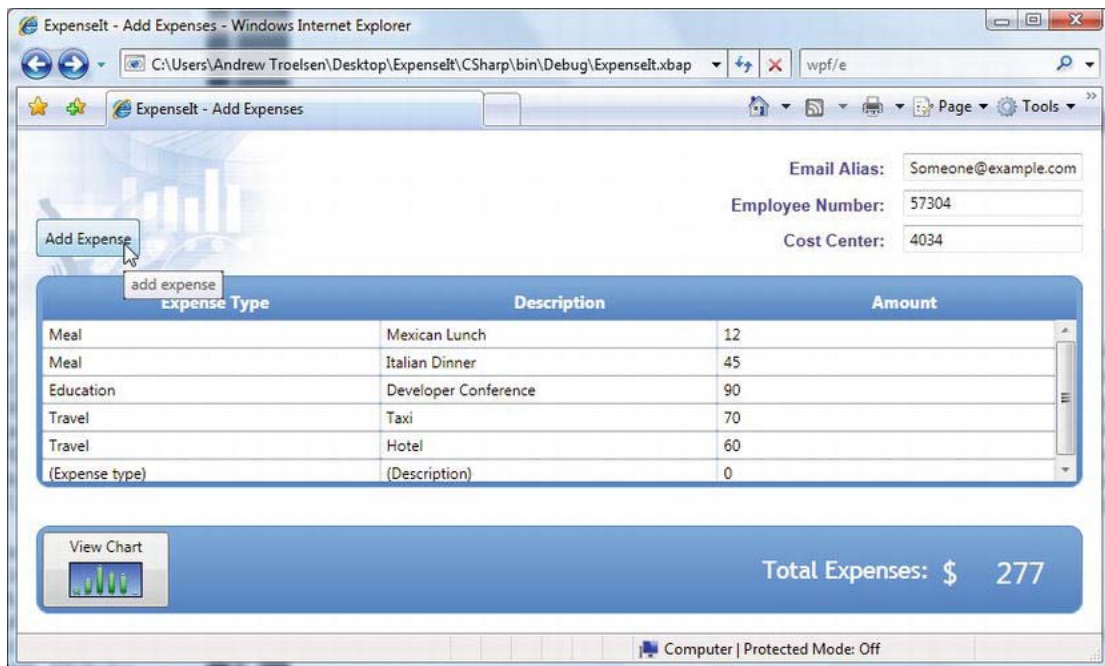 ExpenseIt - Add Expenses - Windows Internet Explorer
C:\Users\Andrew Troelsen\Desktop\ExpenseIt\CSharp\bin\Debug\ExpenseIt.xbap
wpf/e
ExpenseIt - Add Expenses
Page
Tools
Email Alias: Someone@example.com
Employee Number: 57304
Cost Center: 4034
Add Expense
add expense
Expense Type Description Amount
Meal Mexican Lunch 12
Meal Italian Dinner 45
Education Developer Conference 90
Travel Taxi 70
Travel Hotel 60
(Expense type) (Description) 0
View Chart
Total Expenses: $ 277
Computer | Protected Mode: Off